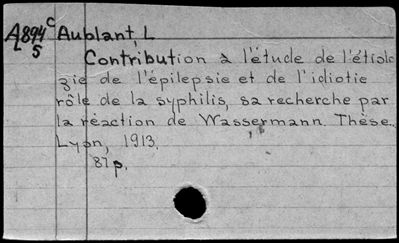 A894 c Aublant, L
5
Contribution à l'étude de l'étiolo
gie de l'épilepsie et de l'idiotie
rôle de la syphilis, sa recherche par
la réaction de Wassermann. Thèse.
Lyon, 1913.
87 p.